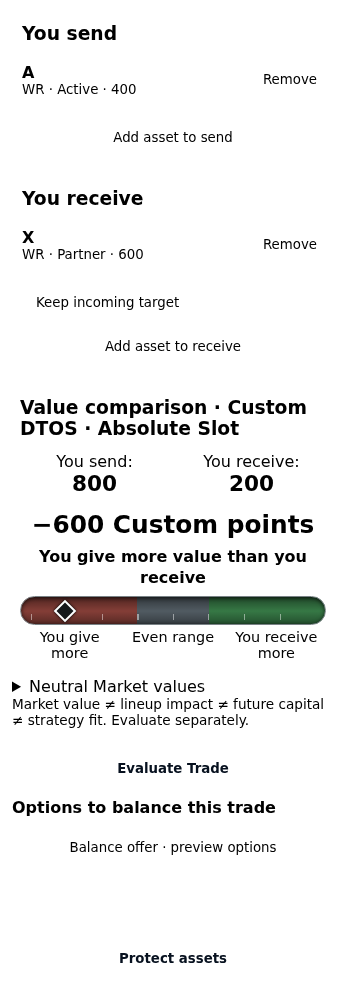 You send
A
WR · Active · 400
Remove
Add asset to send
You receive
X
WR · Partner · 600
Remove
Keep incoming target
Add asset to receive
Value comparison · Custom
DTOS · Absolute Slot
You send: You receive:
800 200
−600 Custom points
You give more value than you
receive
You give Even range You receive
more more
Neutral Market values
Market value ≠ lineup impact ≠ future capital
≠ strategy fit. Evaluate separately.
Evaluate Trade
Options to balance this trade
Balance offer · preview options
Protect assets